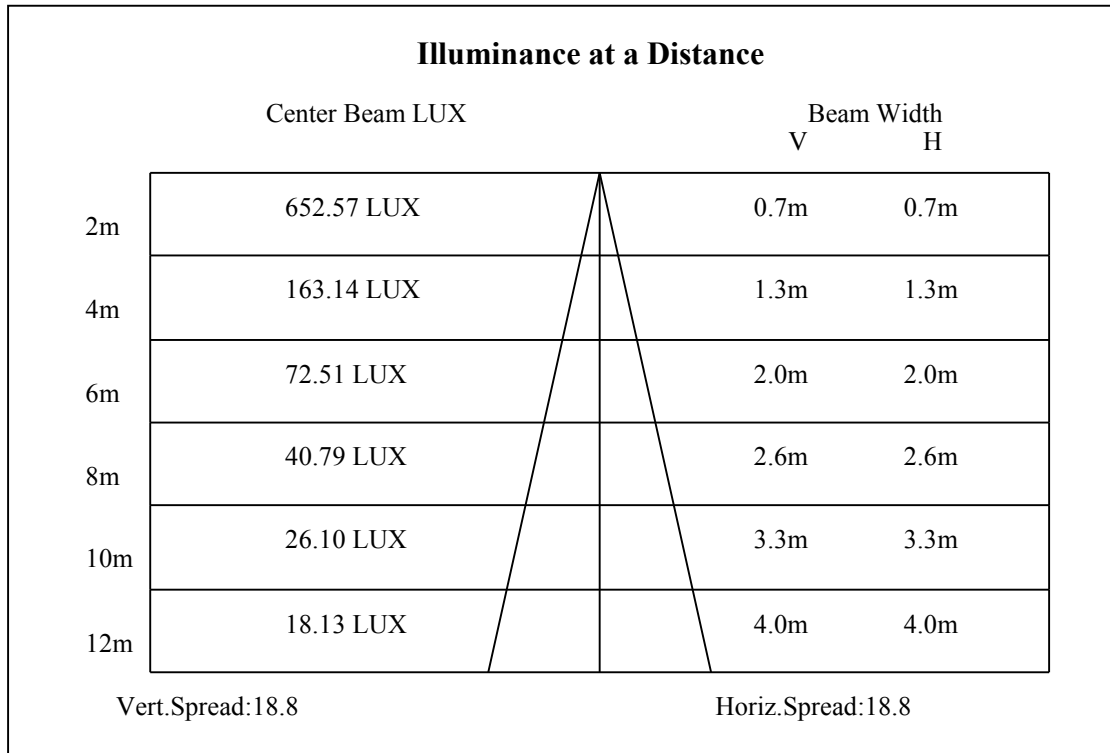 Illuminance at a Distance
Center Beam LUX Beam Width
V H
2m 652.57 LUX 0.7m 0.7m
4m 163.14 LUX 1.3m 1.3m
6m 72.51 LUX 2.0m 2.0m
8m 40.79 LUX 2.6m 2.6m
10m 26.10 LUX 3.3m 3.3m
12m 18.13 LUX 4.0m 4.0m
Vert.Spread:18.8 Horiz.Spread:18.8